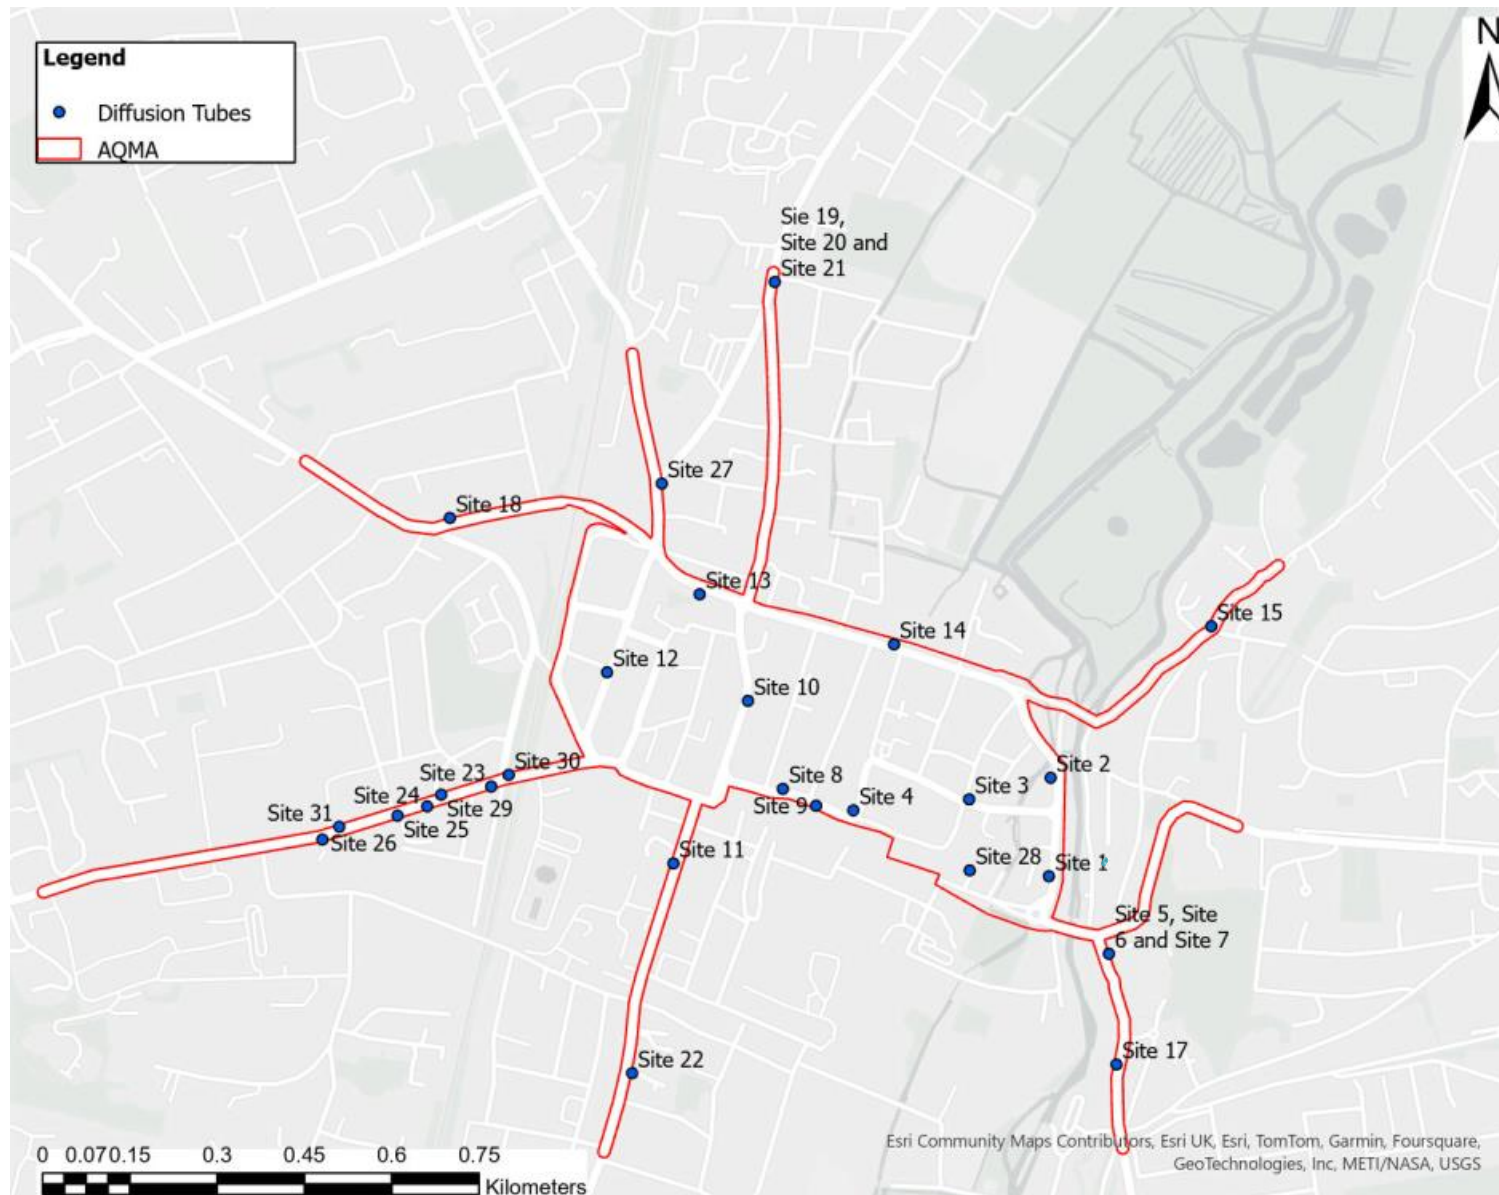 N
Legend
Diffusion Tubes
AQMA
Sie 19,
Site 20 and
Site 21
Site 27
Site 18
Site 13
Site 14
Site 15
Site 12
Site 10
Site 2
Site 30
Site 23
Site 8
Site 3
Site 24
Site 9
Site 4
Site 29
Site 31
Site 25
Site 26
Site 11
Site 28
Site 1
Site 5, Site
6 and Site 7
Site 17
Site 22
Esri Community Maps Contributors, Esri UK, Esri, TomTom, Garmin, Foursquare,
GeoTechnologies, Inc, METI/NASA, USGS
0 0.070.15 0.3 0.45 0.6 0.75
Kilometers